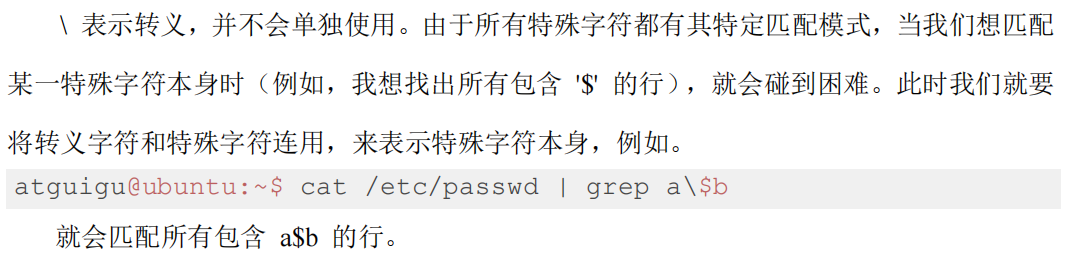 \ 表示转义，并不会单独使用。由于所有特殊字符都有其特定匹配模式，当我们想匹配
某一特殊字符本身时（例如，我想找出所有包含 '$' 的行），就会碰到困难。此时我们就要
将转义字符和特殊字符连用，来表示特殊字符本身，例如。
atguigu@ubuntu:~$ cat /etc/passwd | grep a\$b
就会匹配所有包含 a$b 的行。